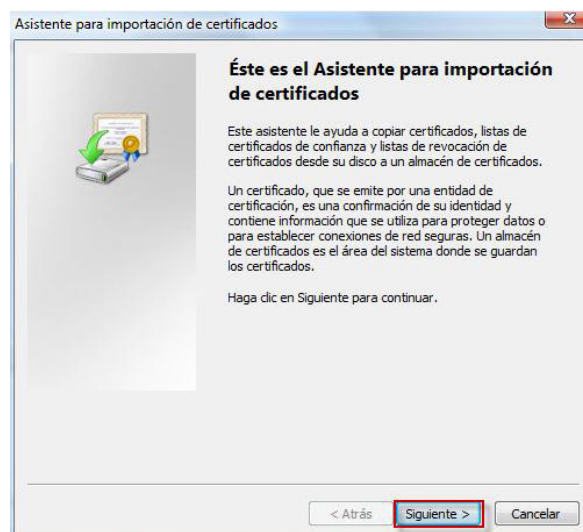 Asistente para importación de certificados
Éste es el Asistente para importación
de certificados
Este asistente le ayuda a copiar certificados, listas de
certificados de confianza y listas de revocación de
certificados desde su disco a un almacén de certificados.
Un certificado, que se emite por una entidad de
certificación, es una confirmación de su identidad y
contiene información que se utiliza para proteger datos o
para establecer conexiones de red seguras. Un almacén
de certificados es el área del sistema donde se guardan
los certificados.
Haga clic en Siguiente para continuar.
< Atrás Siguiente > Cancelar